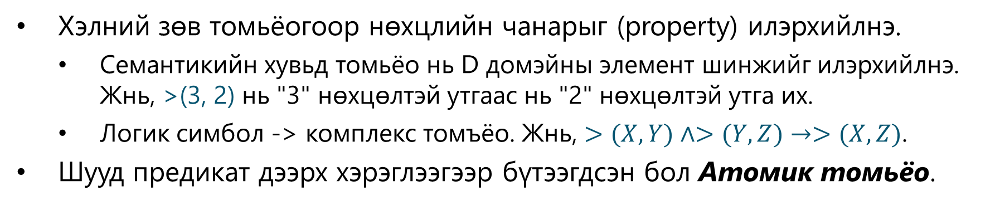 • Хэлний зөв томьёогоор нөхцлийн чанарыг (property) илэрхийлнэ.
• Семантикийн хувьд томьёо нь D домэйны элемент шинжийг илэрхийлнэ.
Жнь, >(3, 2) нь "3" нөхцөлтэй утгаас нь "2" нөхцөлтэй утга их.
• Логик симбол -> комплекс томъёо. Жнь, > (X, Y) ∧> (Y, Z) →> (X, Z).
• Шууд предикат дээрх хэрэглээгээр бүтээгдсэн бол Атомик томьёо.